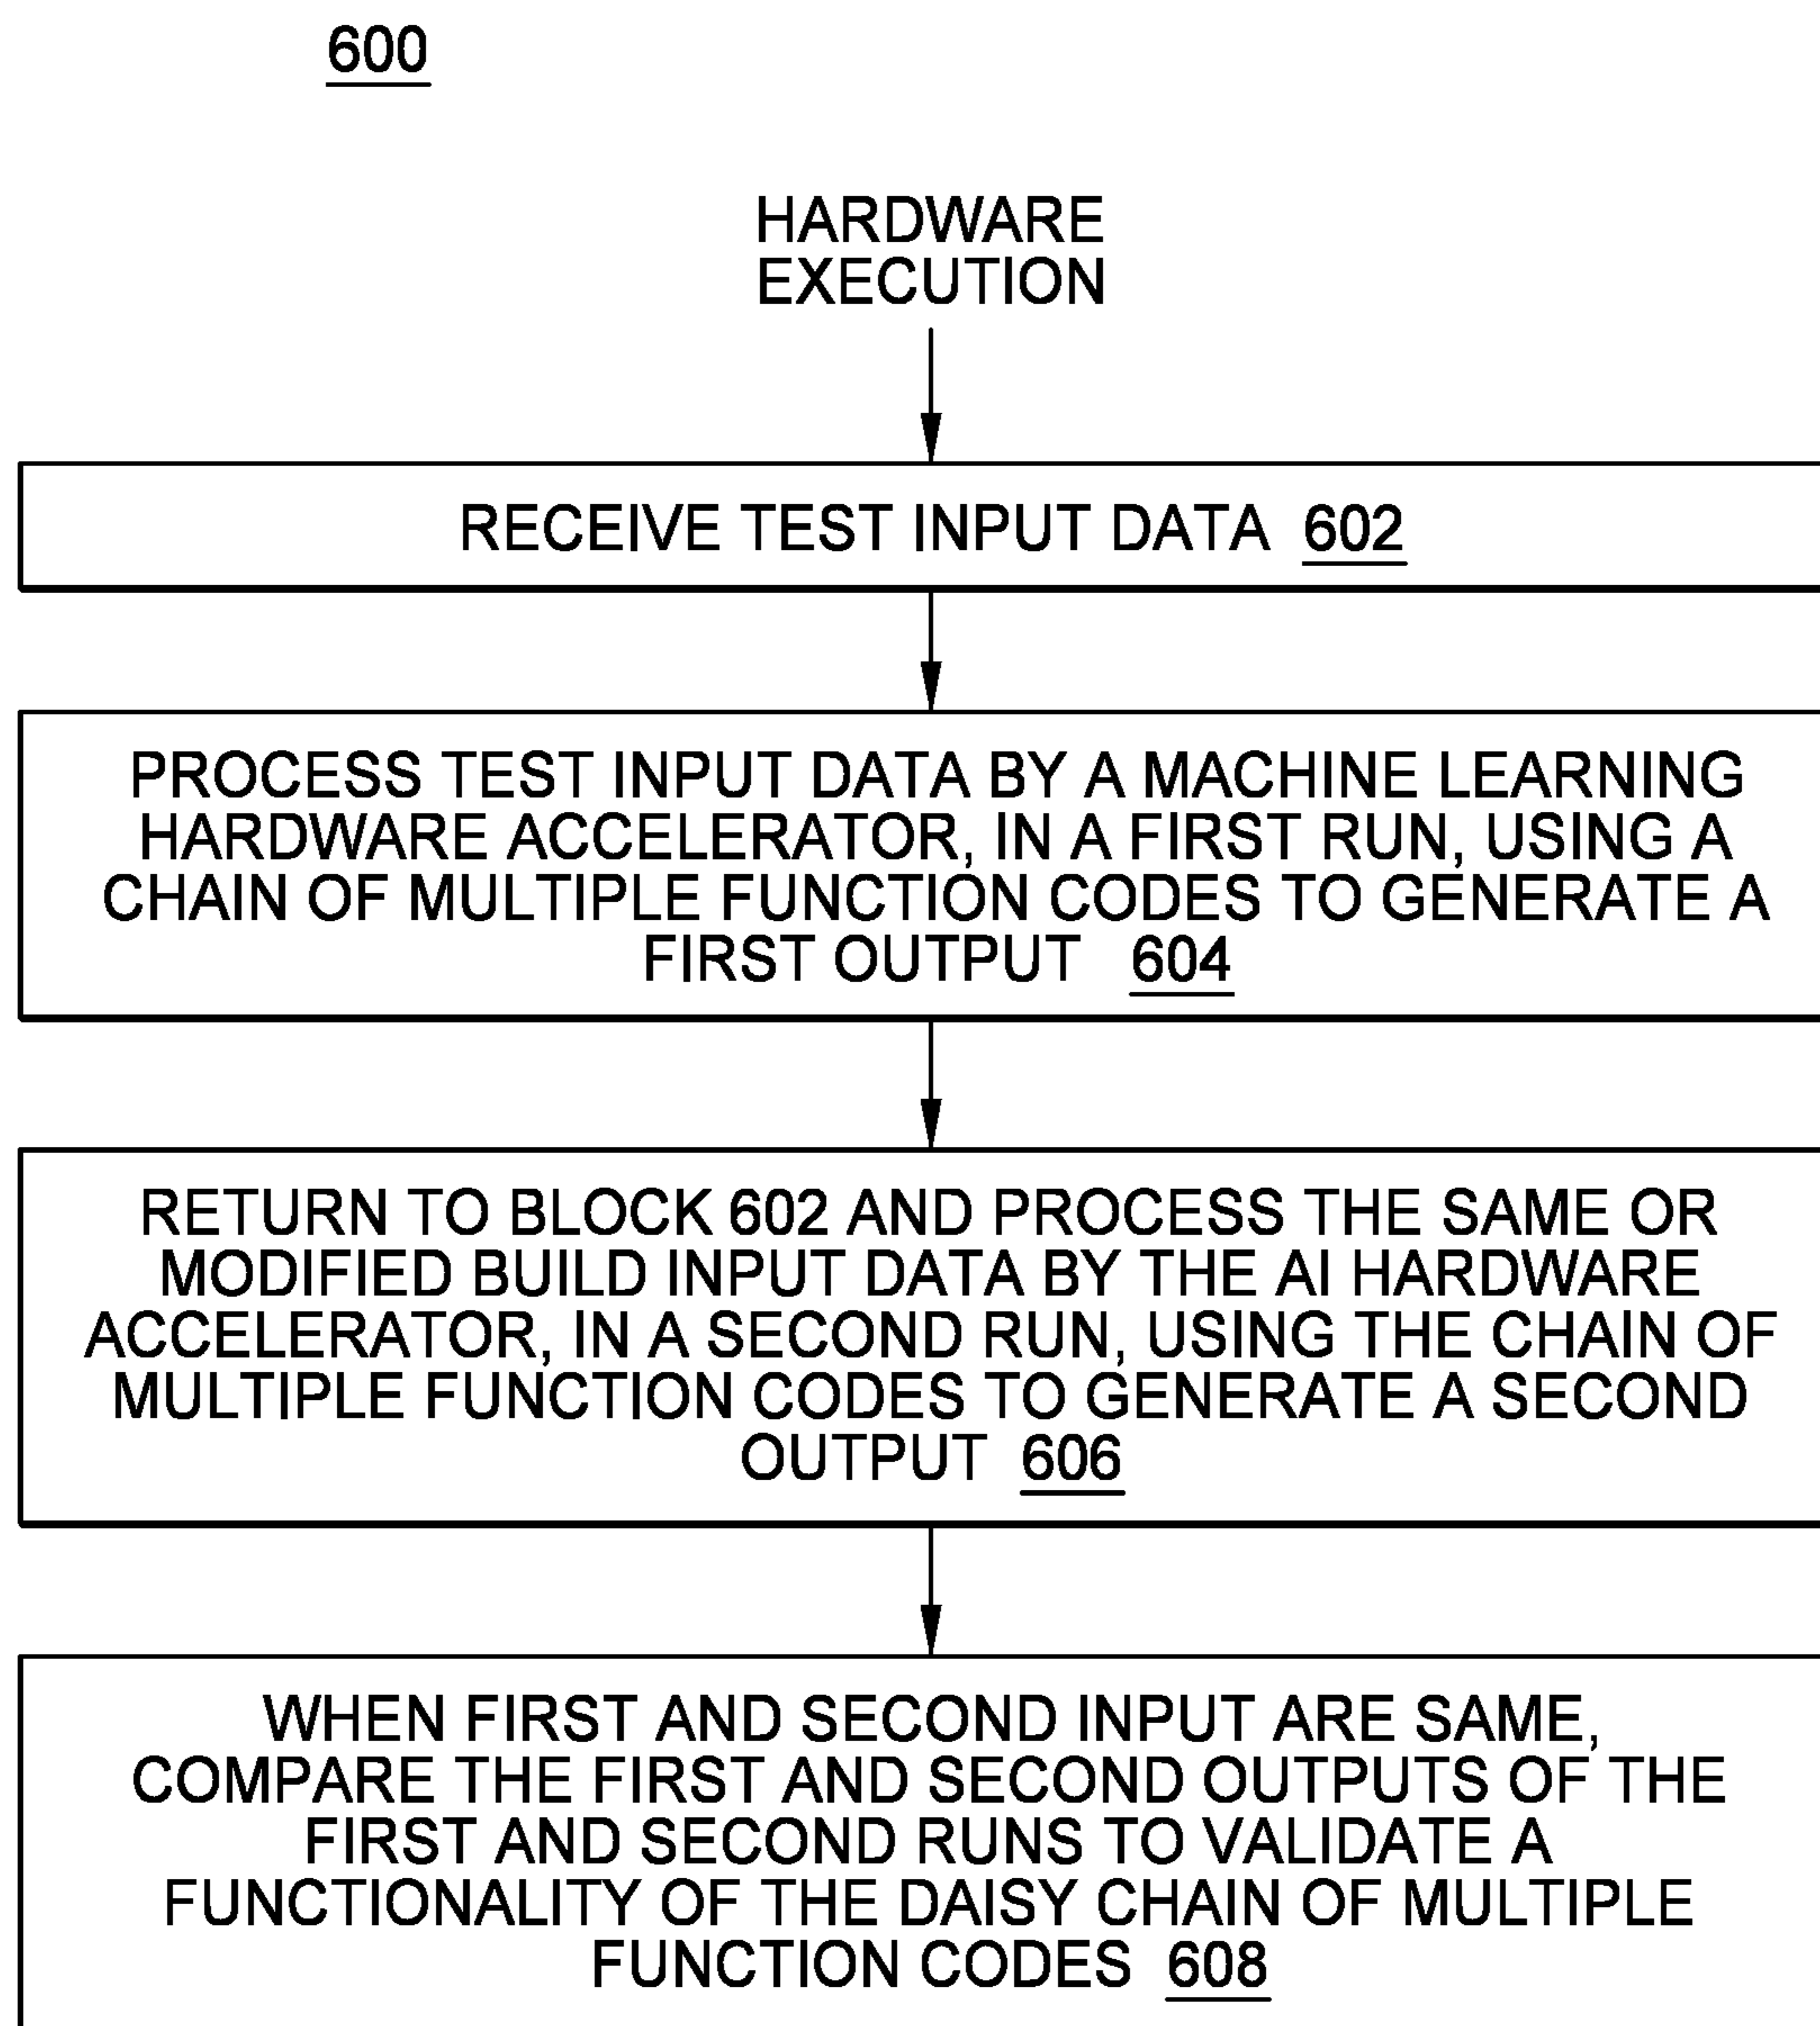 600
HARDWARE
EXECUTION
RECEIVE TEST INPUT DATA 602
PROCESS TEST INPUT DATA BY A MACHINE LEARNING
HARDWARE ACCELERATOR, IN A FIRST RUN, USING A
CHAIN OF MULTIPLE FUNCTION CODES TO GENERATE A
FIRST OUTPUT 604
RETURN TO BLOCK 602 AND PROCESS THE SAME OR
MODIFIED BUILD INPUT DATA BY THE AI HARDWARE
ACCELERATOR, IN A SECOND RUN, USING THE CHAIN OF
MULTIPLE FUNCTION CODES TO GENERATE A SECOND
OUTPUT 606
WHEN FIRST AND SECOND INPUT ARE SAME,
COMPARE THE FIRST AND SECOND OUTPUTS OF THE
FIRST AND SECOND RUNS TO VALIDATE A
FUNCTIONALITY OF THE DAISY CHAIN OF MULTIPLE
FUNCTION CODES 608